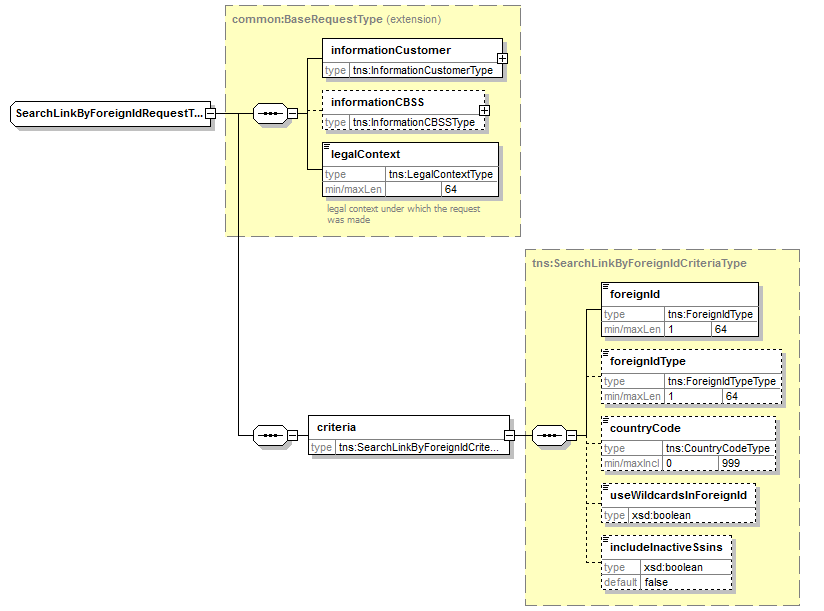 common:BaseRequestType (extension)
informationCustomer
type tns:InformationCustomerType
SearchLinkByForeignIdRequestT...
informationCBSS
type tns:InformationCBSSType
legalContext
type tns:LegalContextType
min/maxLen 64
legal context under which the request
was made
tns:SearchLinkByForeignIdCriteriaType
foreignId
type tns:ForeignIdType
min/maxLen 1 64
foreignIdType
type tns:ForeignIdTypeType
min/maxLen 1 64
criteria
type tns:SearchLinkByForeignIdCrite...
countryCode
type tns:CountryCodeType
min/maxIncl 0 999
useWildcardsInForeignId
type xsd:boolean
includeInactiveSsins
type xsd:boolean
default false